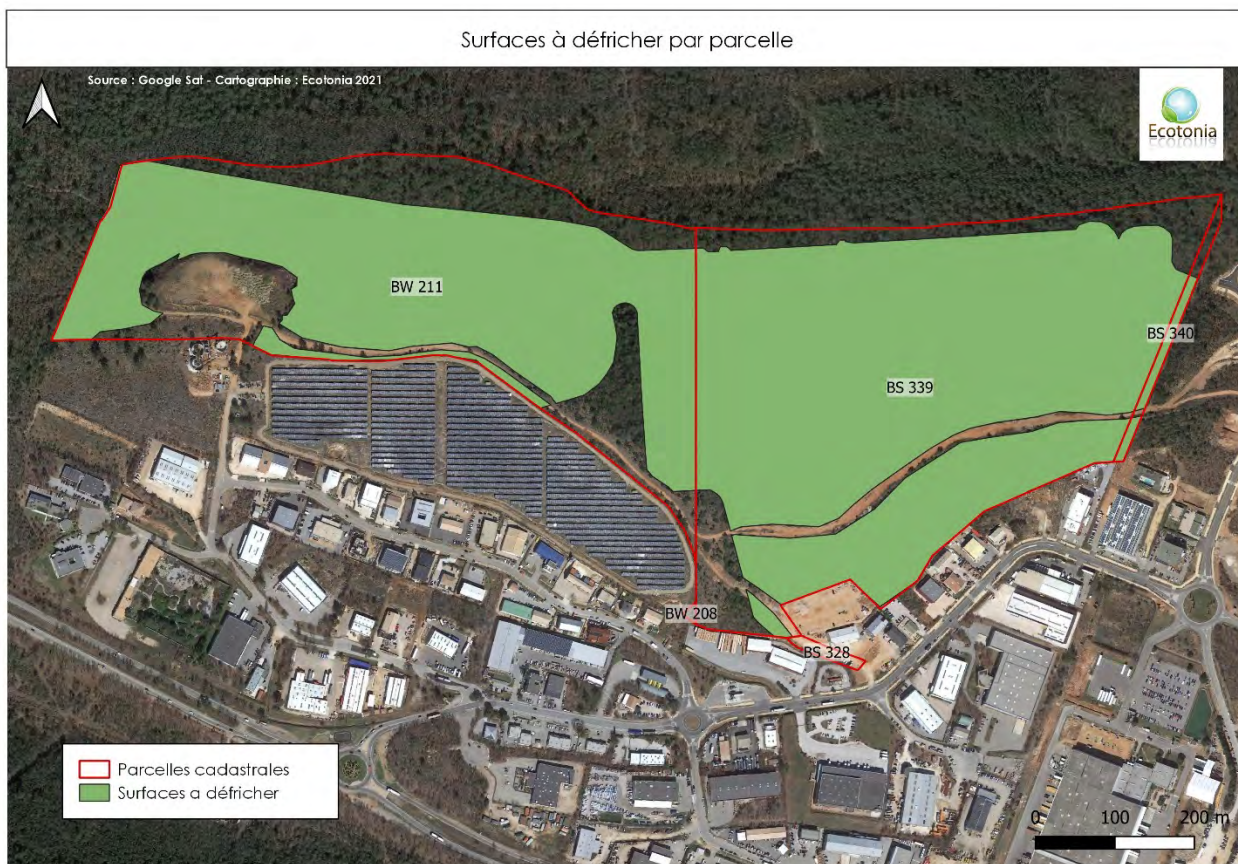 Surfaces à défricher par parcelle
Source : Google Sat - Cartographie : Ecotonia 2021
Ecotonia
BW 211
BS 340
BS 339
BW 208
BS 328
Parcelles cadastrales
Surfaces a défricher
0 100 200 m